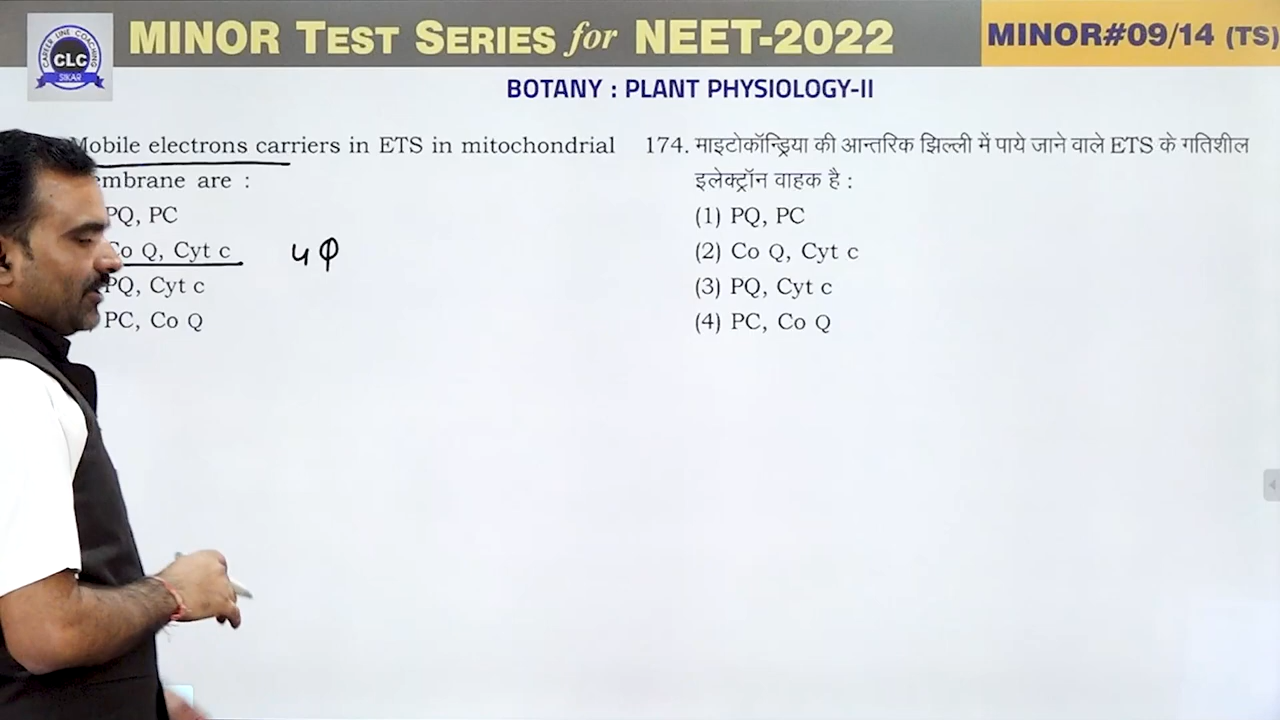 CAREER LINE COACHING
CLC
SIKAR
MINOR TEST SERIES for NEET-2022
MINOR#09/14 (TS)
BOTANY : PLANT PHYSIOLOGY-II
Mobile electrons carriers in ETS in mitochondrial
embrane are :
PQ, PC
Co Q, Cyt c
PQ, Cyt c
PC, Co Q
174. माइटोकॉन्ड्रिया की आन्तरिक झिल्ली में पाये जाने वाले ETS के गतिशील
इलेक्ट्रॉन वाहक है :
(1) PQ, PC
(2) Co Q, Cyt c
(3) PQ, Cyt c
(4) PC, Co Q